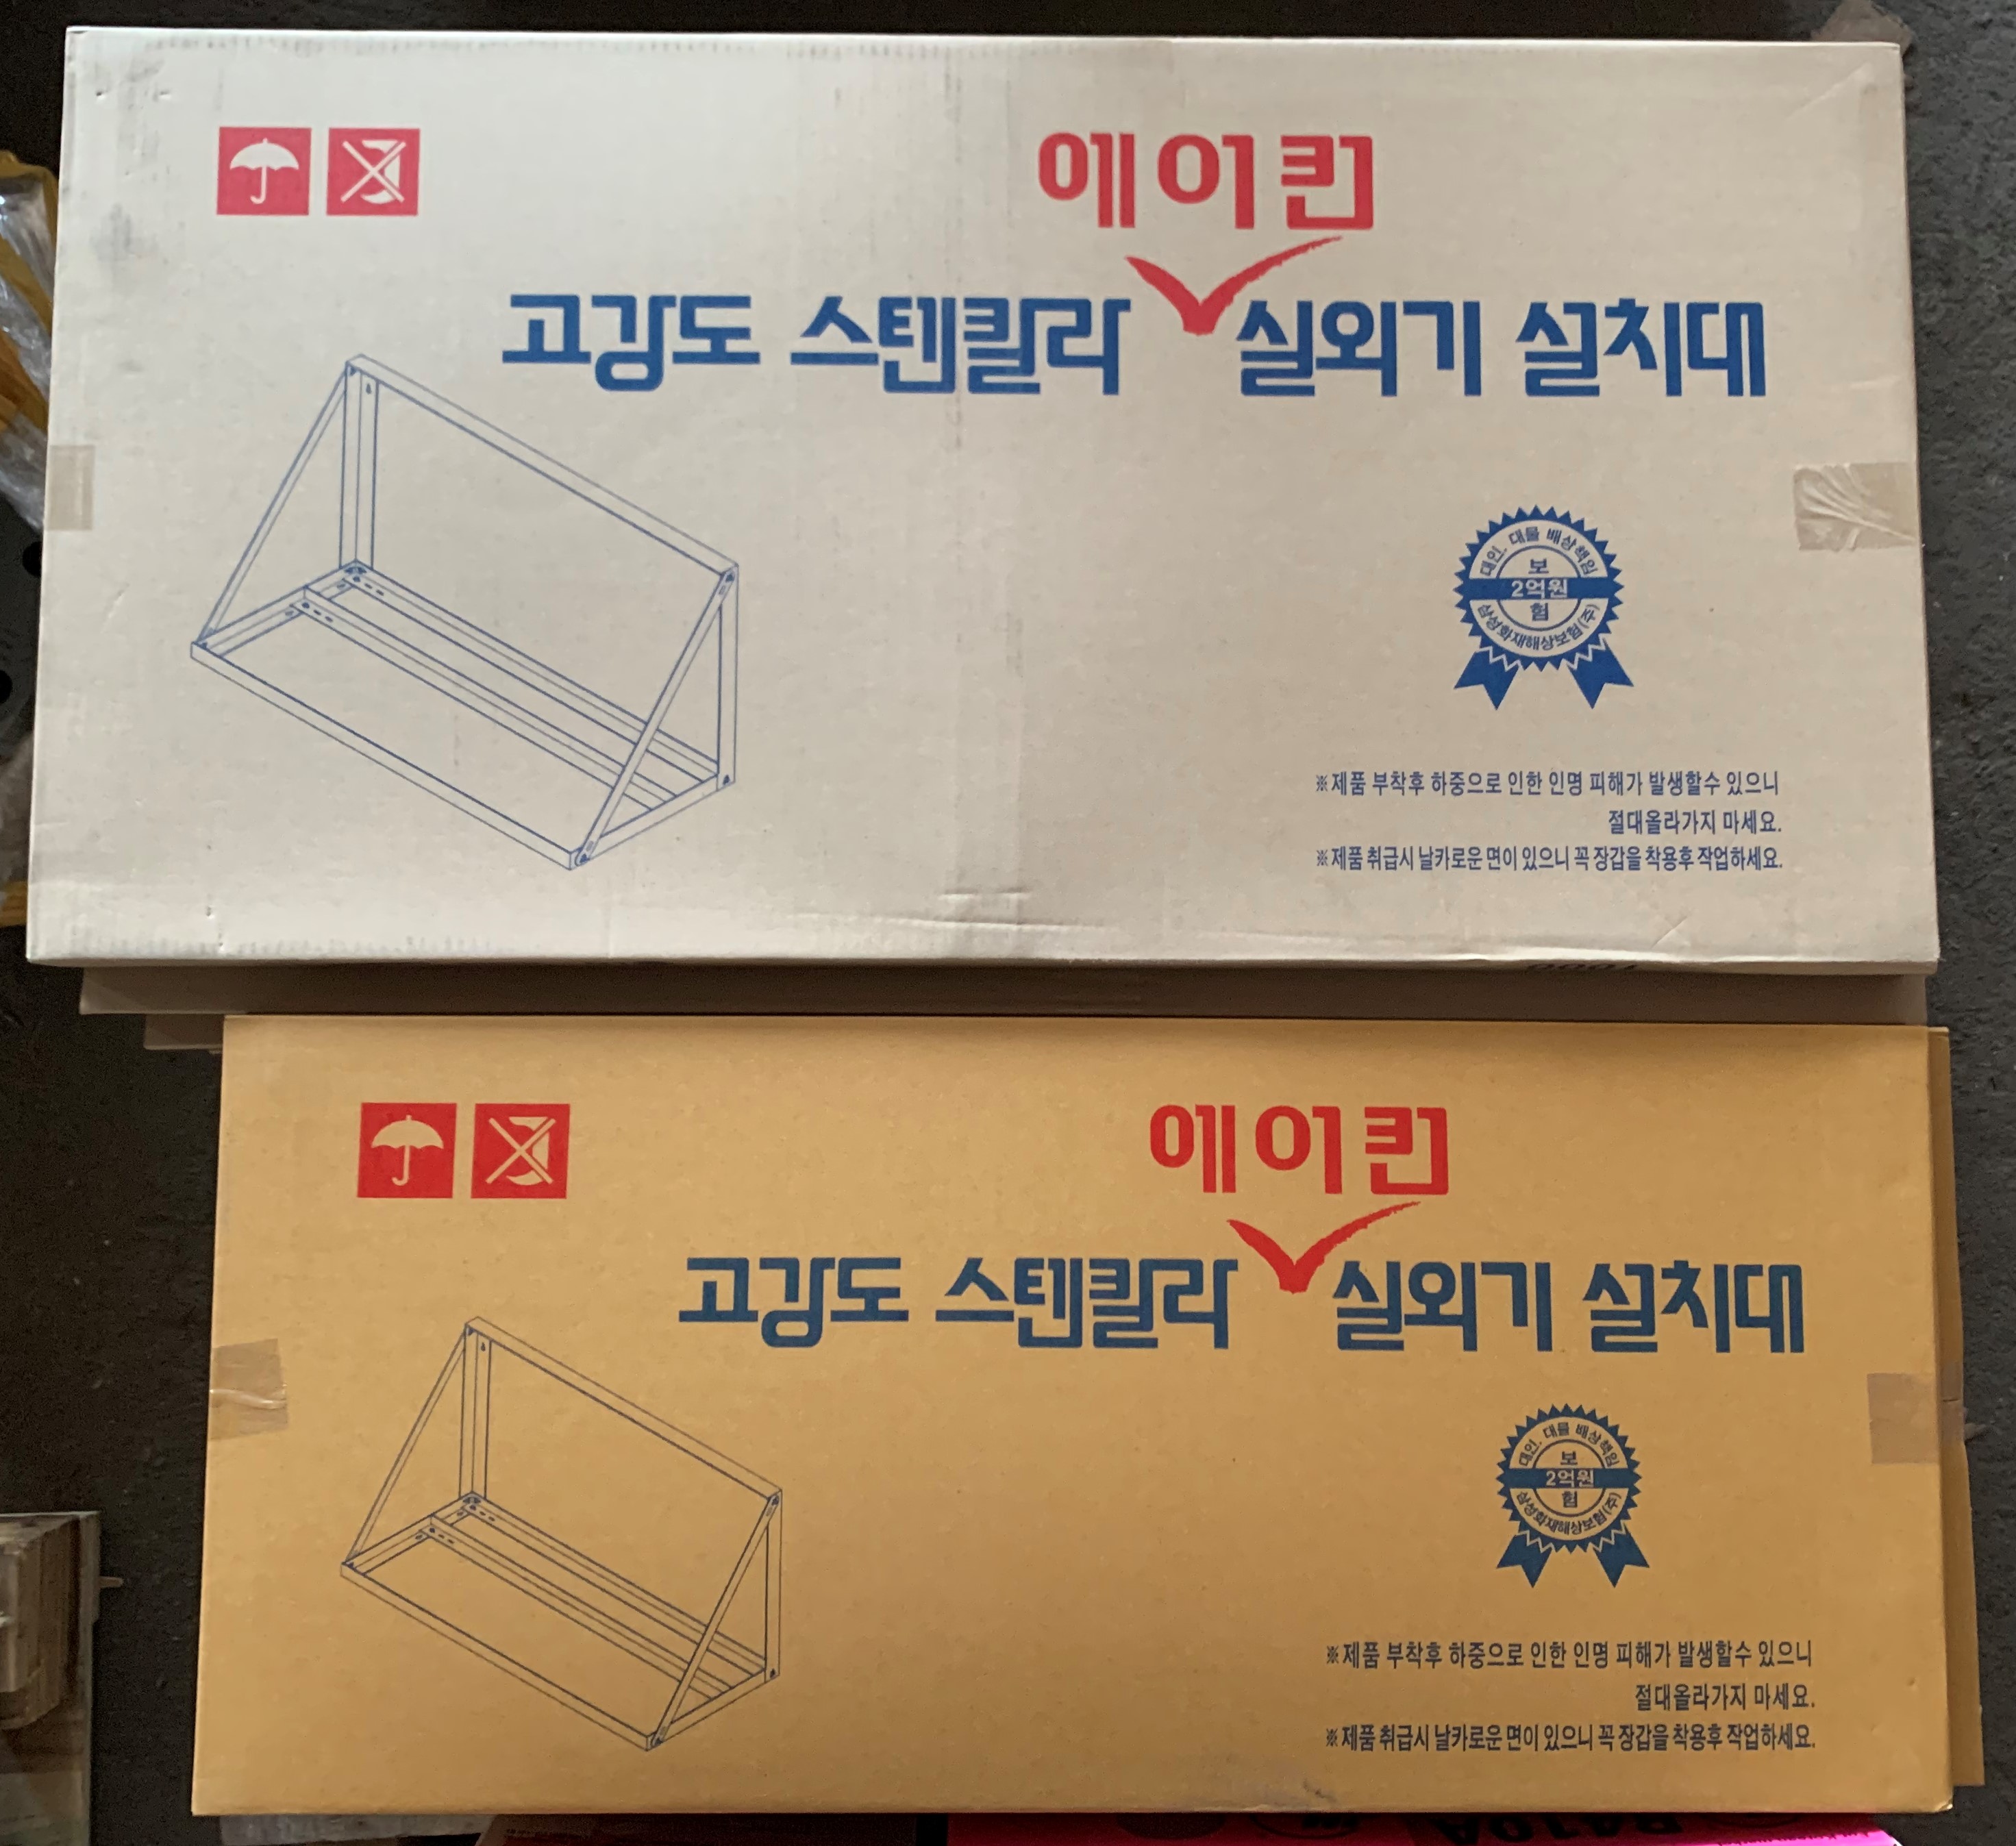 에이퀸
고강도 스텐칼라 실외기 설치대
대인, 대물 배상책임
보
2억원
험
삼성화재해상보험(주)
※제품 부착후 하중으로 인한 인명 피해가 발생할수 있으니
절대올라가지 마세요.
※제품 취급시 날카로운 면이 있으니 꼭 장갑을 착용후 작업하세요.
에이퀸
고강도 스텐칼라 실외기 설치대
대인, 대물 배상책임
보
2억원
험
삼성화재해상보험(주)
※제품 부착후 하중으로 인한 인명 피해가 발생할수 있으니
절대올라가지 마세요.
※제품 취급시 날카로운 면이 있으니 꼭 장갑을 착용후 작업하세요.